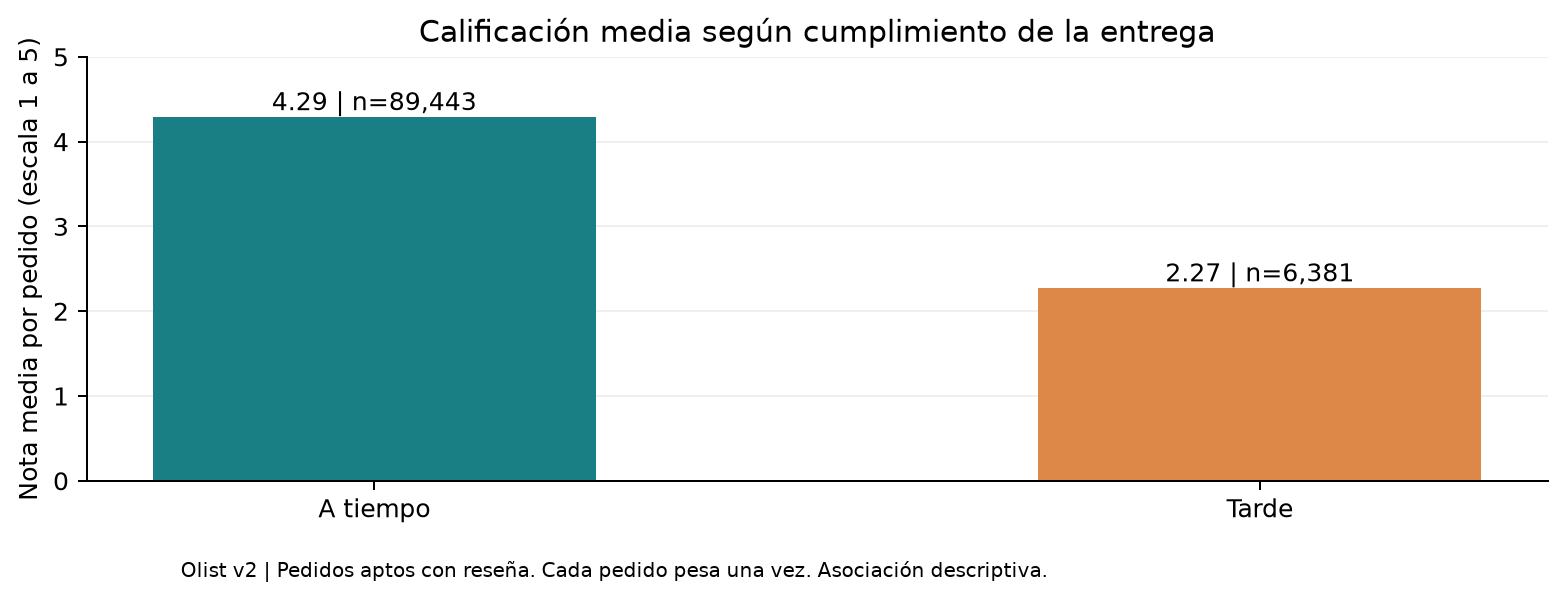 Calificación media según cumplimiento de la entrega
Nota media por pedido (escala 1 a 5)
5
4
3
2
1
0
4.29 | n=89,443
2.27 | n=6,381
A tiempo
Tarde
Olist v2 | Pedidos aptos con reseña. Cada pedido pesa una vez. Asociación descriptiva.